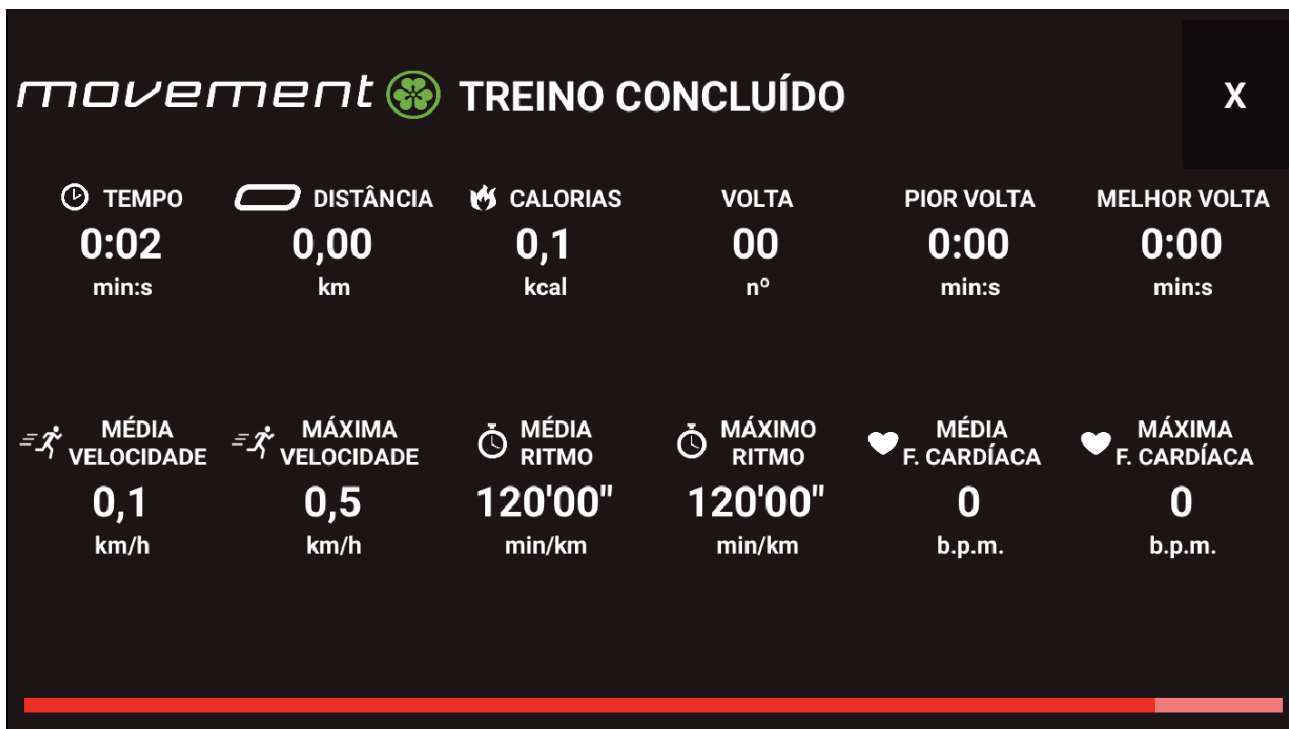 movement TREINO CONCLUÍDO X
TEMPO DISTÂNCIA CALORIAS VOLTA PIOR VOLTA MELHOR VOLTA
0:02 0,00 0,1 00 0:00 0:00
min:s km kcal nº min:s min:s
MÉDIA MÁXIMA MÉDIA MÁXIMO MÉDIA MÁXIMA
VELOCIDADE VELOCIDADE RITMO RITMO F. CARDÍACA F. CARDÍACA
0,1 0,5 120'00" 120'00" 0 0
km/h km/h min/km min/km b.p.m. b.p.m.